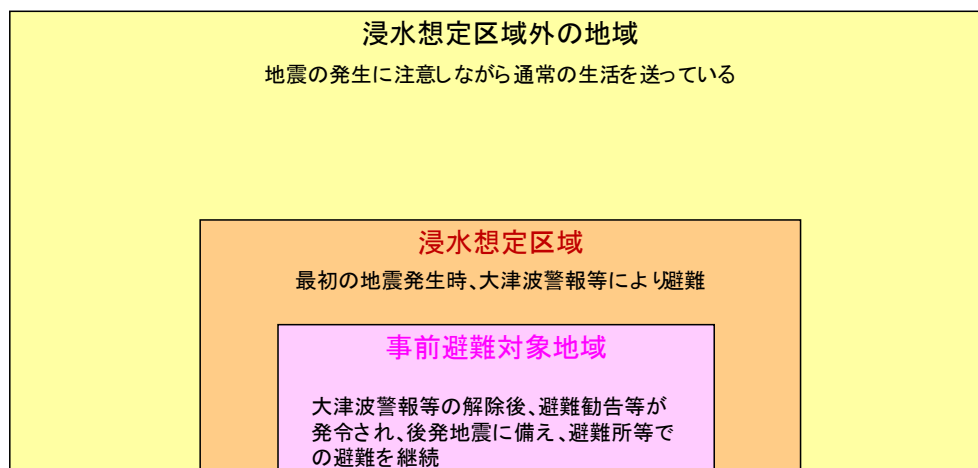 浸水想定区域外の地域
地震の発生に注意しながら通常の生活を送っている
浸水想定区域
最初の地震発生時、大津波警報等により避難
事前避難対象地域
大津波警報等の解除後、避難勧告等が
発令され、後発地震に備え、避難所等で
の避難を継続